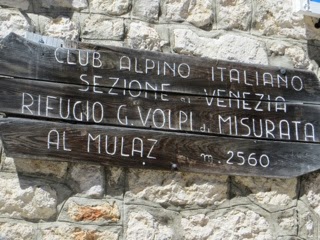 CLUB ALPINO ITALIANO
SEZIONE DI VENEZIA
RIFUGIO G. VOLPI di MISURATA
AL MULAZ m. 2560